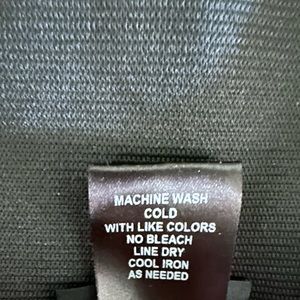 MACHINE WASH
COLD
WITH LIKE COLORS
NO BLEACH
LINE DRY
COOL IRON
AS NEEDED